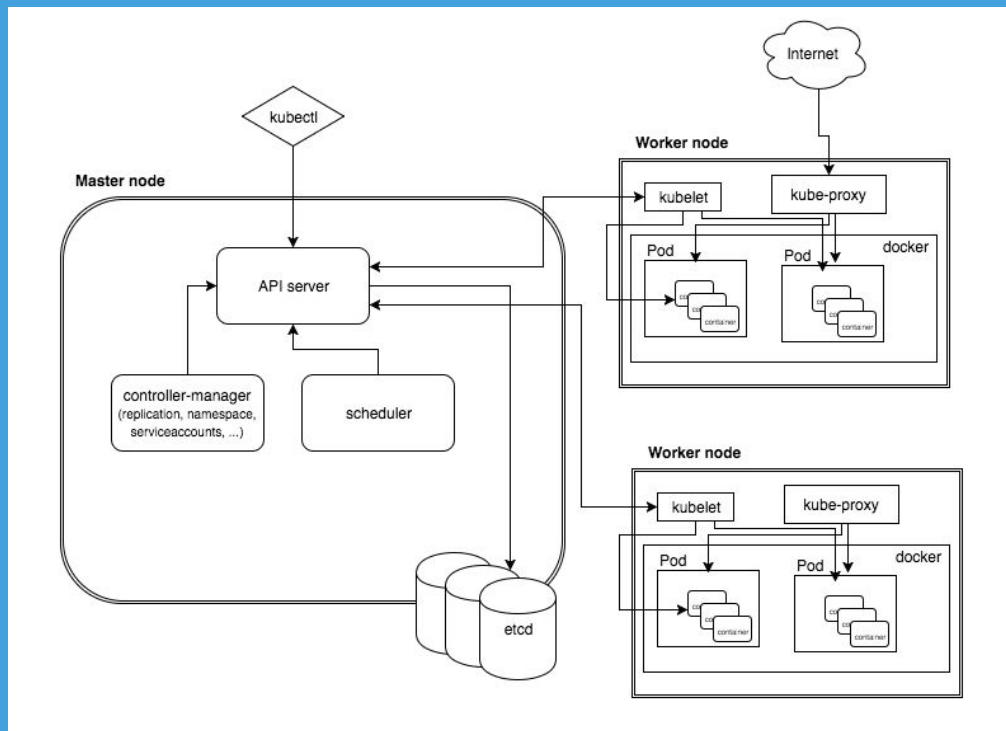 Internet
kubectl
Worker node
Master node
kubelet
kube-proxy
docker
Pod
Pod
API server
container
container
controller-manager
(replication, namespace,
serviceaccounts, ...)
scheduler
Worker node
kubelet
kube-proxy
docker
Pod
Pod
container
container
etcd